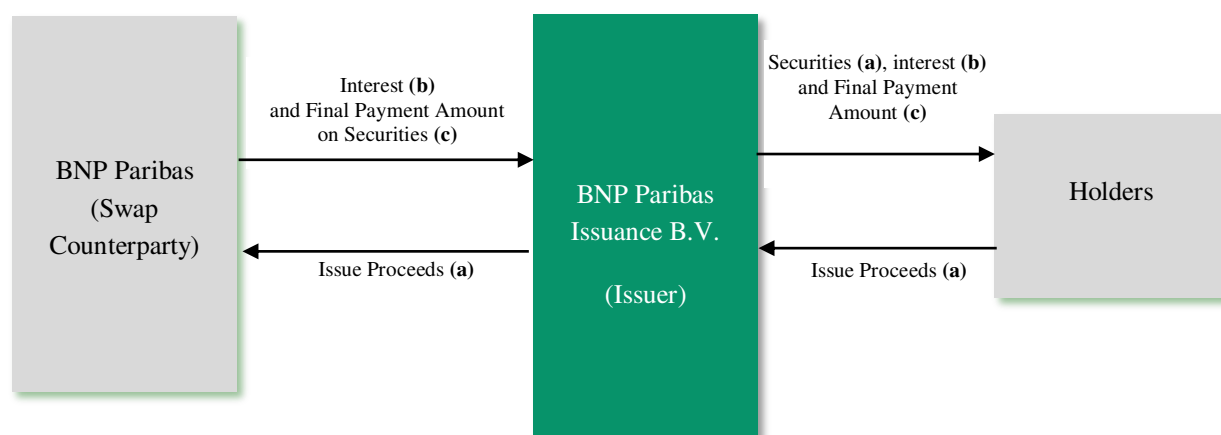 BNP Paribas
(Swap
Counterparty)
Interest (b)
and Final Payment Amount
on Securities (c)
Issue Proceeds (a)
BNP Paribas
Issuance B.V.
(Issuer)
Securities (a), interest (b)
and Final Payment
Amount (c)
Issue Proceeds (a)
Holders